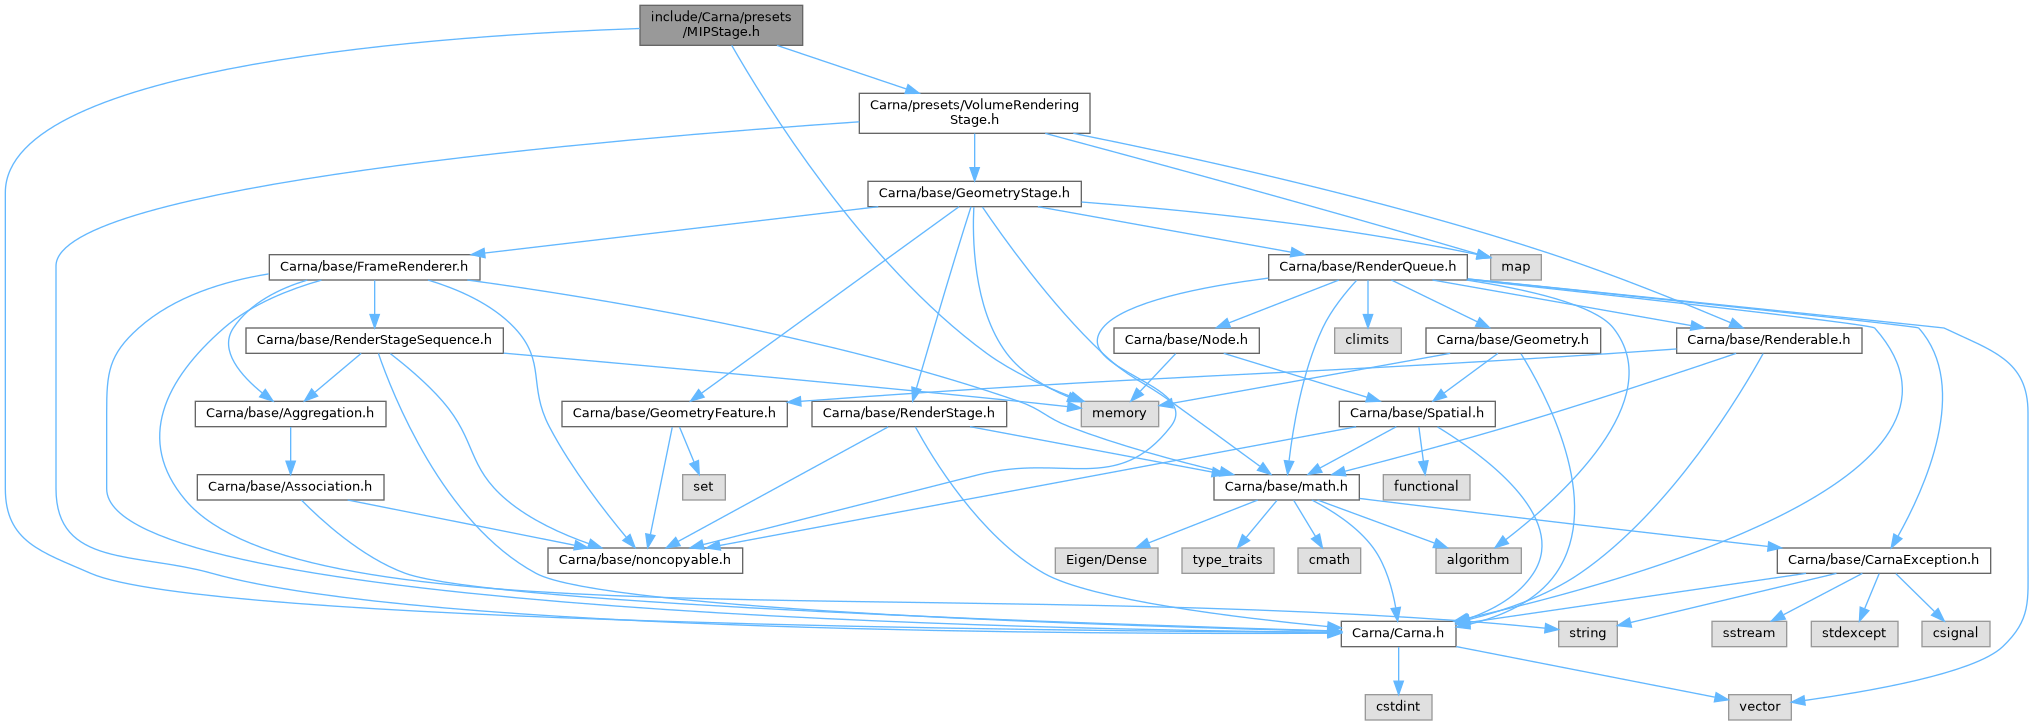 include/Carna/presets
/MIPStage.h
Carna/presets/VolumeRendering
Stage.h
Carna/base/GeometryStage.h
Carna/base/FrameRenderer.h
Carna/base/RenderQueue.h
map
Carna/base/RenderStageSequence.h
Carna/base/Node.h
climits
Carna/base/Geometry.h
Carna/base/Renderable.h
Carna/base/Aggregation.h
Carna/base/GeometryFeature.h
Carna/base/RenderStage.h
memory
Carna/base/Spatial.h
Carna/base/Association.h
set
Carna/base/math.h
functional
Carna/base/noncopyable.h
Eigen/Dense
type_traits
cmath
algorithm
Carna/base/CarnaException.h
Carna/Carna.h
string
sstream
stdexcept
csignal
cstdint
vector